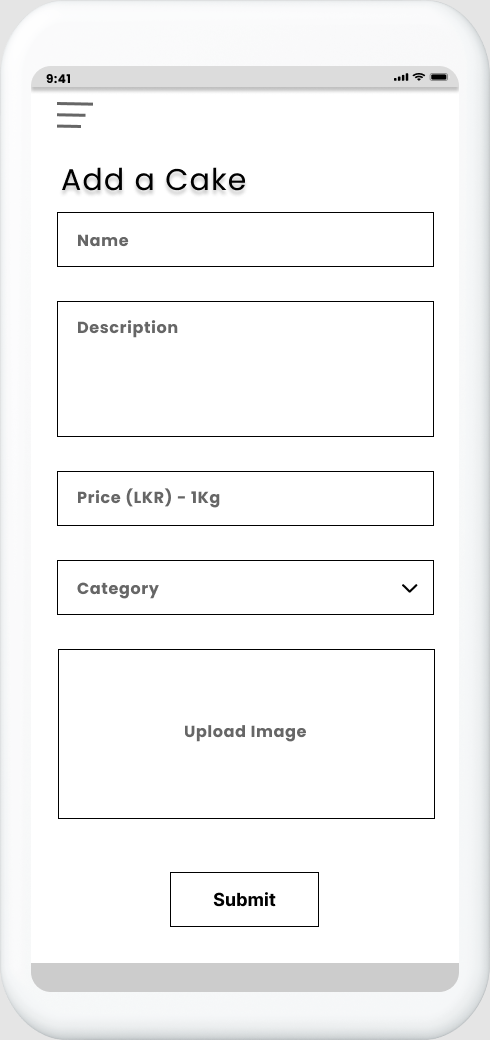 9:41
Add a Cake
Name
Description
Price (LKR) - 1Kg
Category
Upload Image
Submit